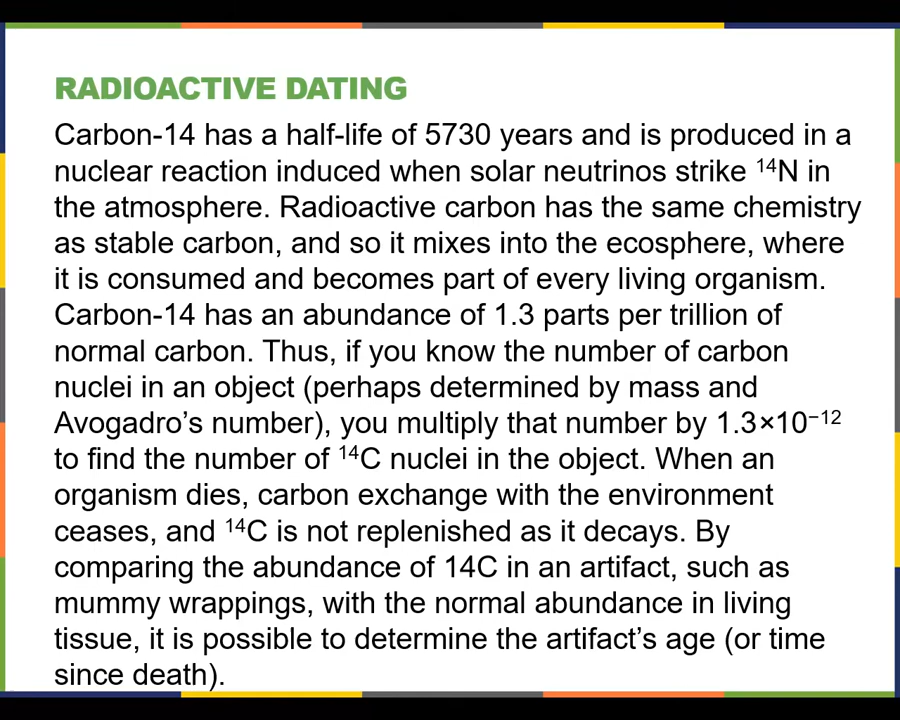 RADIOACTIVE DATING
Carbon-14 has a half-life of 5730 years and is produced in a
nuclear reaction induced when solar neutrinos strike ¹⁴N in
the atmosphere. Radioactive carbon has the same chemistry
as stable carbon, and so it mixes into the ecosphere, where
it is consumed and becomes part of every living organism.
Carbon-14 has an abundance of 1.3 parts per trillion of
normal carbon. Thus, if you know the number of carbon
nuclei in an object (perhaps determined by mass and
Avogadro’s number), you multiply that number by 1.3×10⁻¹²
to find the number of ¹⁴C nuclei in the object. When an
organism dies, carbon exchange with the environment
ceases, and ¹⁴C is not replenished as it decays. By
comparing the abundance of 14C in an artifact, such as
mummy wrappings, with the normal abundance in living
tissue, it is possible to determine the artifact’s age (or time
since death).